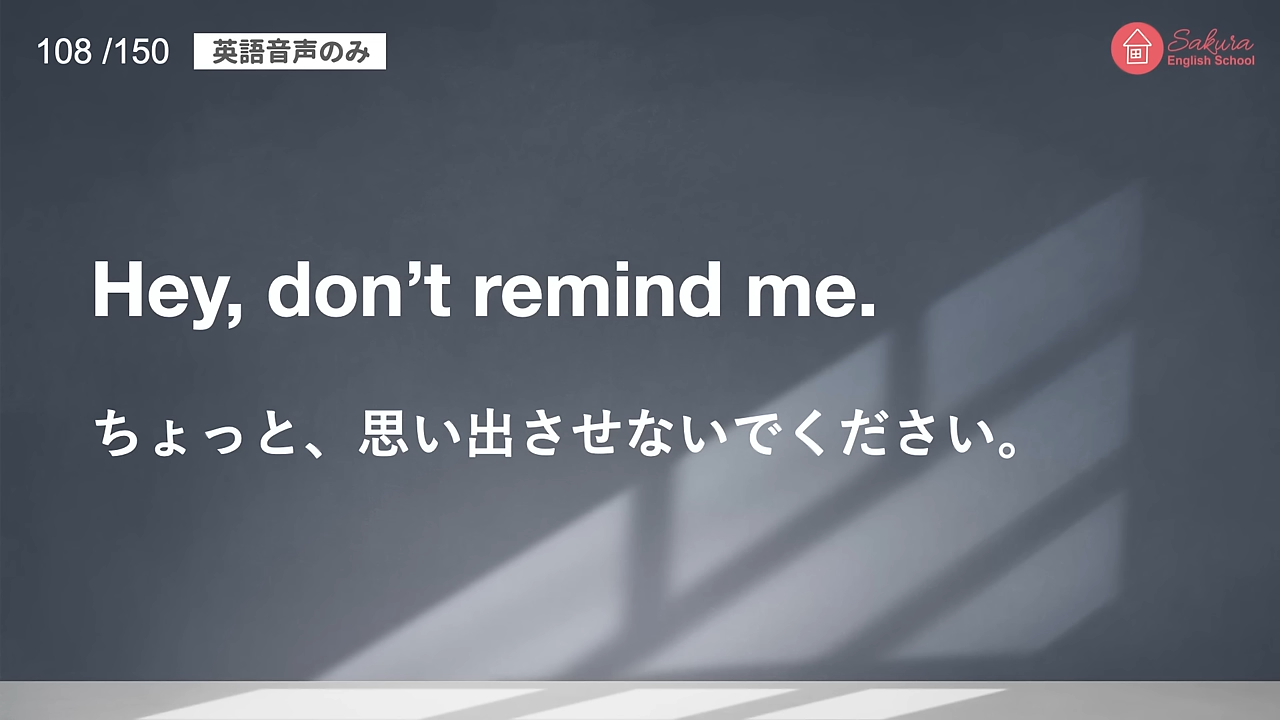 108 /150 英語音声のみ
Sakura
English School
Hey, don’t remind me.
ちょっと、思い出させないでください。